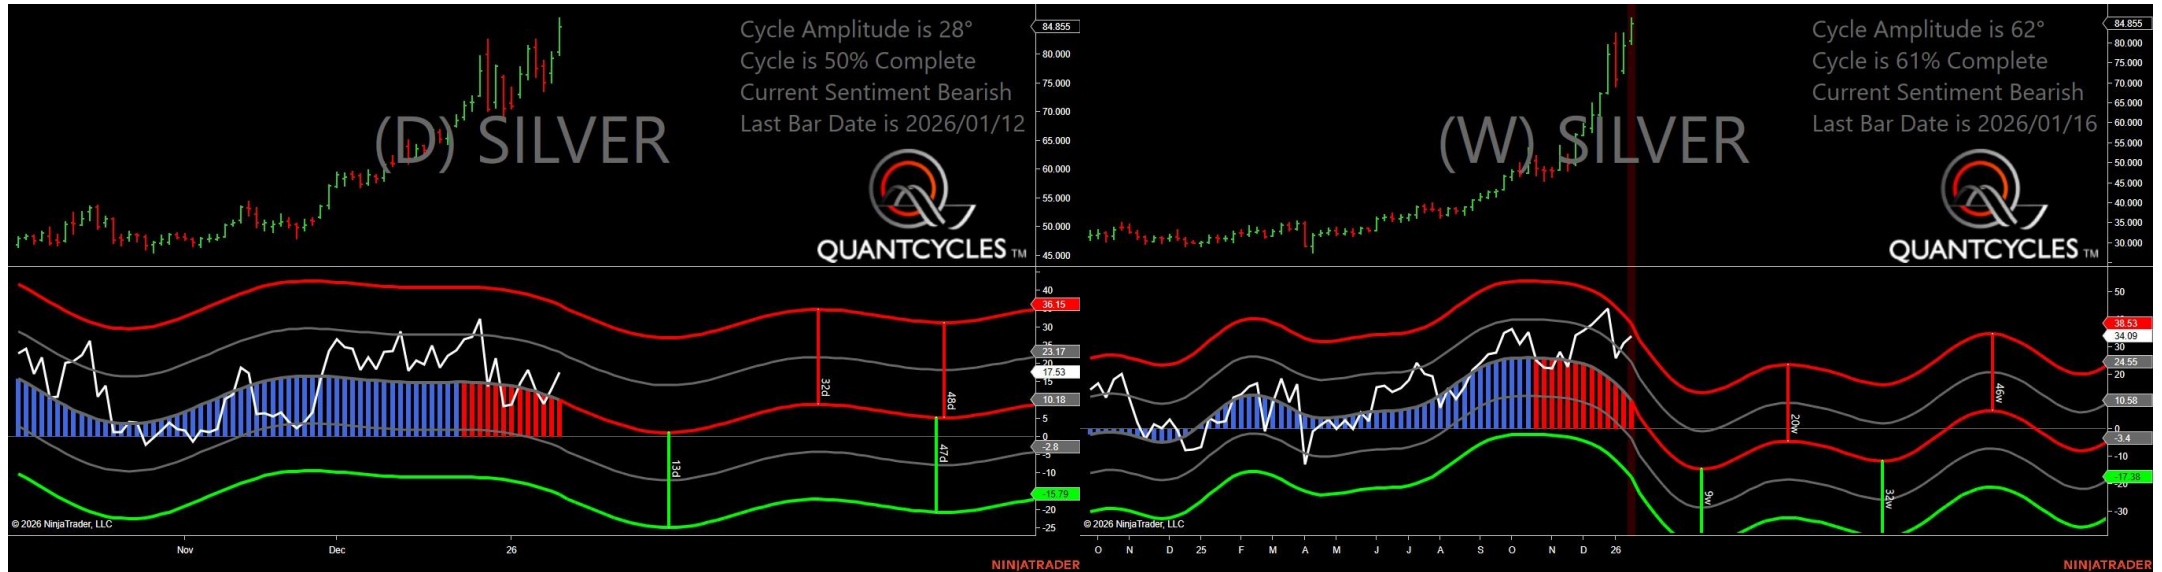 Cycle Amplitude is 28°
Cycle is 50% Complete
Current Sentiment Bearish
Last Bar Date is 2026/01/12
(D) SILVER
QUANTCYCLES TM
84.855
80.000
75.000
70.000
65.000
60.000
55.000
50.000
45.000
40
36.15
30
23.17
17.53
15
10.18
5
0
-2.8
-5
-10
-15.79
-20
-25
32d
48d
13d
47d
© 2026 NinjaTrader, LLC
Nov
Dec
26
NINJATRADER
Cycle Amplitude is 62°
Cycle is 61% Complete
Current Sentiment Bearish
Last Bar Date is 2026/01/16
(W) SILVER
QUANTCYCLES TM
84.855
80.000
75.000
70.000
65.000
60.000
55.000
50.000
45.000
40.000
35.000
30.000
50
38.53
34.09
30
24.55
20
10.58
0
-3.4
-10
-17.38
-30
20w
46w
9w
32w
© 2026 NinjaTrader, LLC
O N D 25 F M A M J J A S O N D 26
NINJATRADER